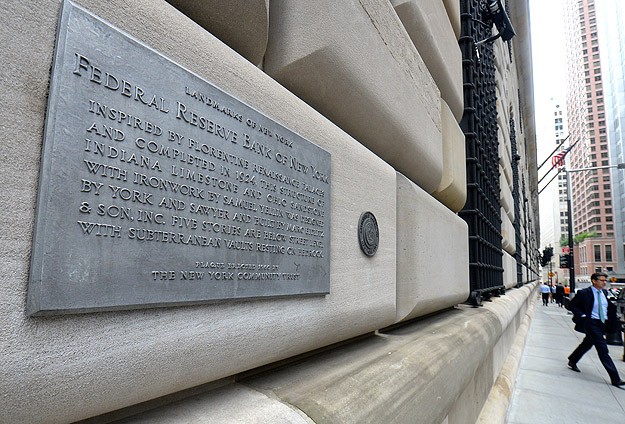 LANDMARKS OF NEW YORK
FEDERAL RESERVE BANK OF NEW YORK
INSPIRED BY FLORENTINE RENAISSANCE PALACES
AND COMPLETED IN 1924 THIS STRUCTURE OF
INDIANA LIMESTONE AND OHIO SANDSTONE
WITH IRONWORK BY SAMUEL YELLIN WAS DESIGNED
BY YORK AND SAWYER AND BUILT BY MARC EIDLITZ
& SON, INC. FIVE STORIES ARE BELOW STREET LEVEL
WITH SUBTERRANEAN VAULTS RESTING ON BEDROCK
PLAQUE ERECTED BY
THE NEW YORK COMMUNITY TRUST